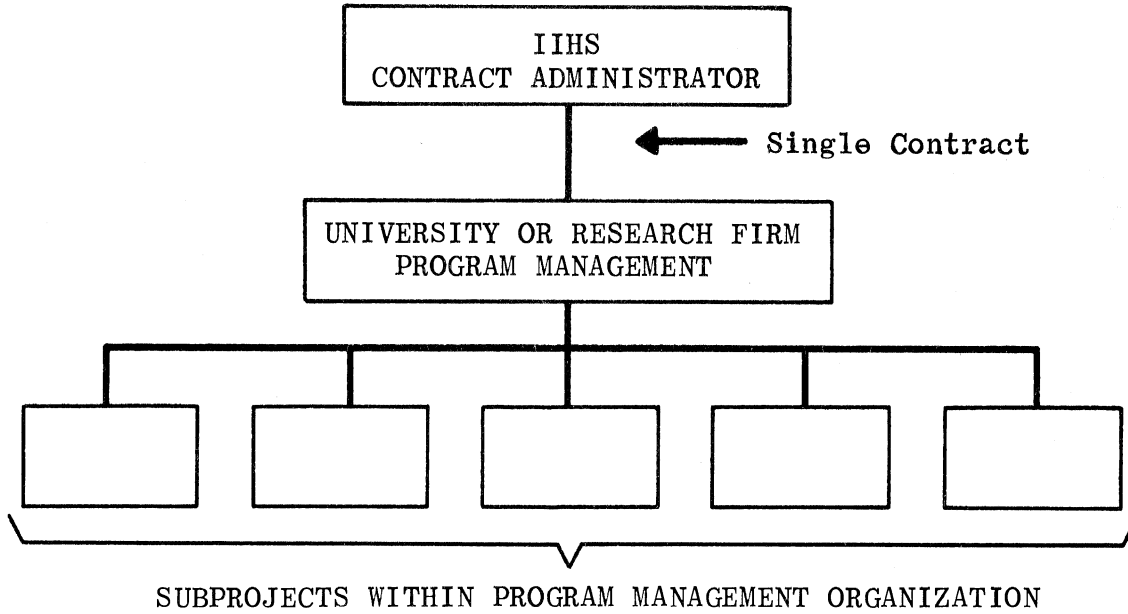 IIHS
CONTRACT ADMINISTRATOR
Single Contract
UNIVERSITY OR RESEARCH FIRM
PROGRAM MANAGEMENT
SUBPROJECTS WITHIN PROGRAM MANAGEMENT ORGANIZATION